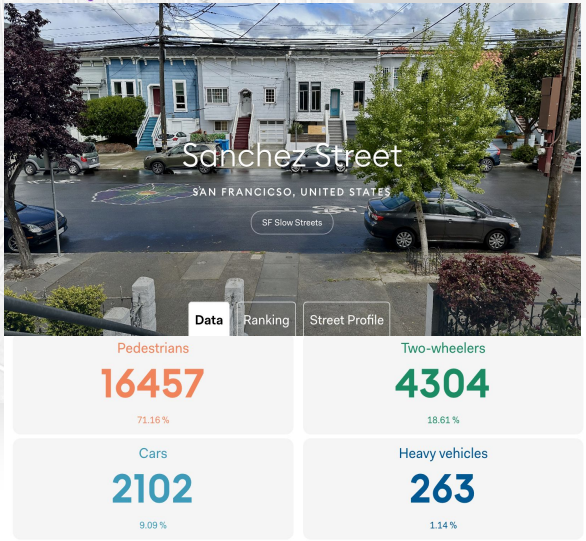 Sanchez Street
SAN FRANCICSO, UNITED STATES
SF Slow Streets
Data
Ranking
Street Profile
Pedestrians
16457
71.16 %
Two-wheelers
4304
18.61 %
Cars
2102
9.09 %
Heavy vehicles
263
1.14 %